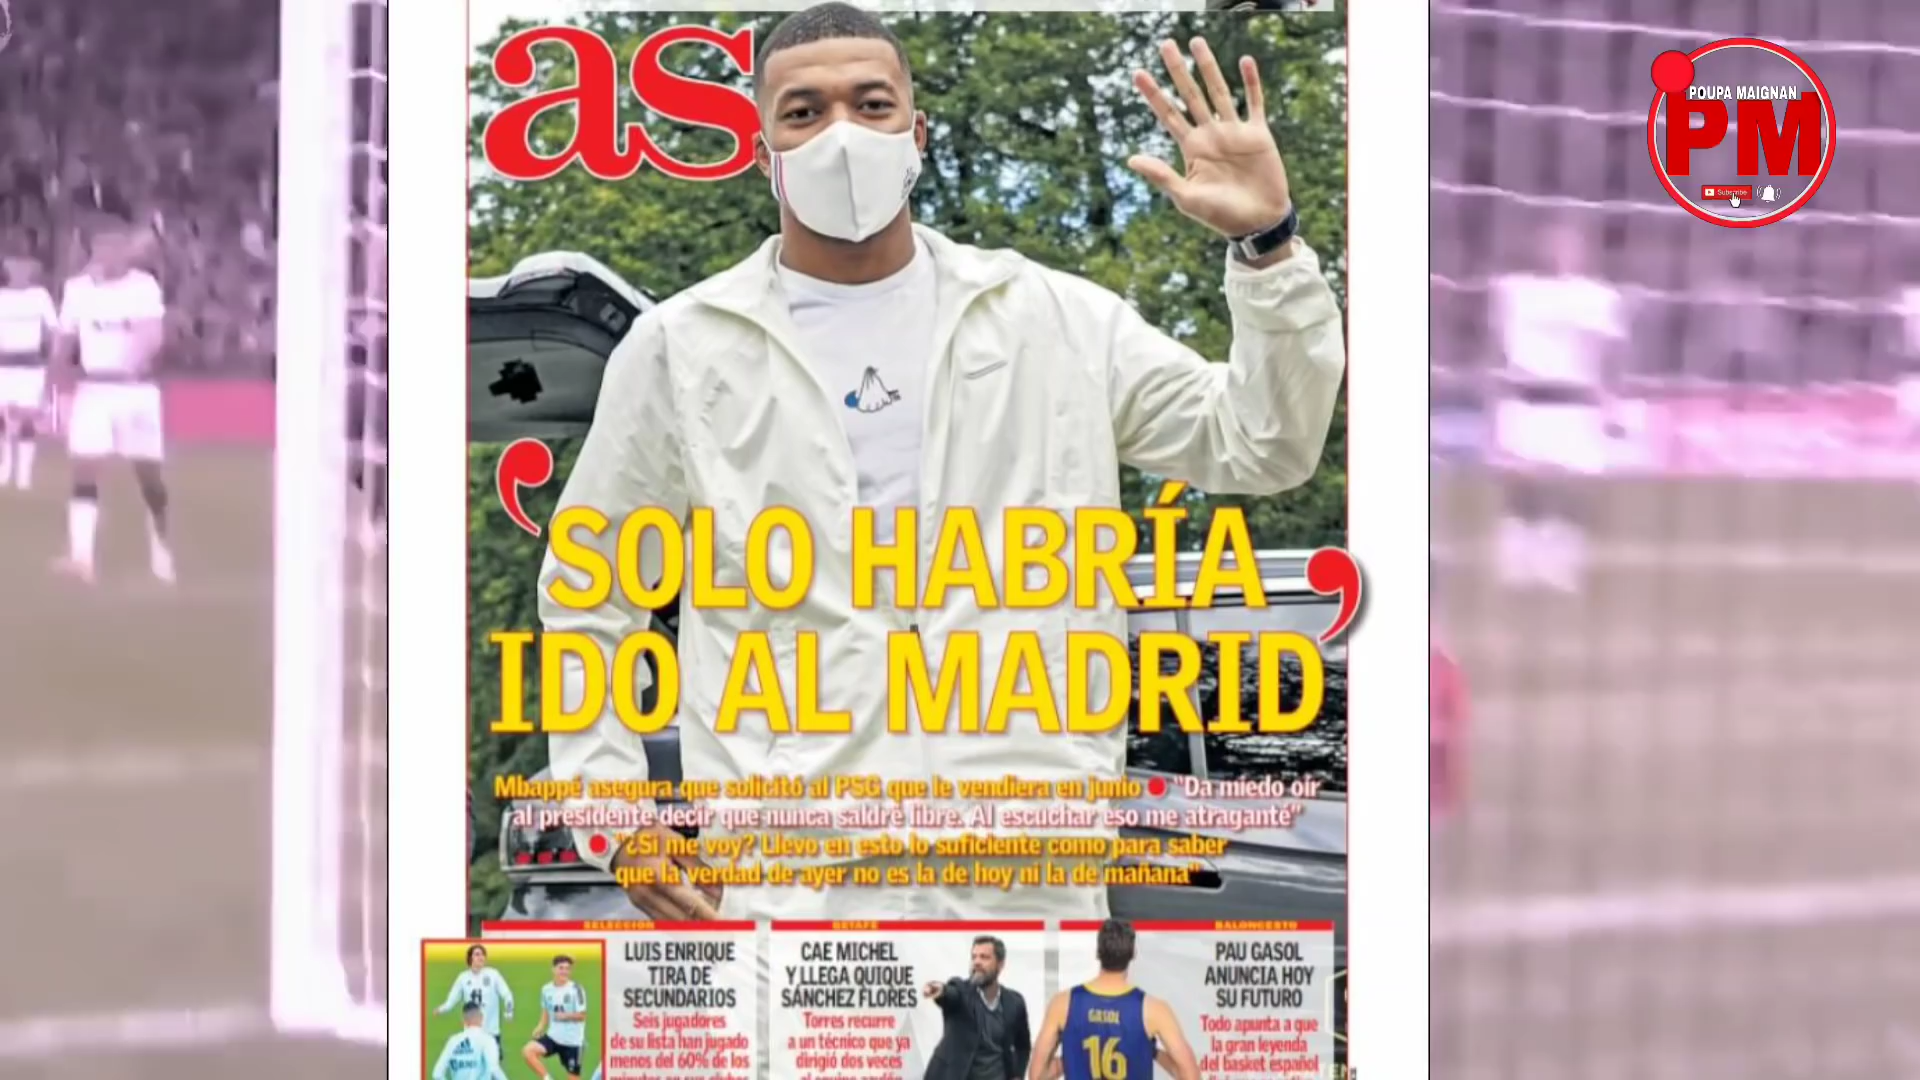 as
POUPA MAIGNAN
PM
Subscribe
‘SOLO HABRÍA
IDO AL MADRID’
Mbappé asegura que solicitó al PSG que le vendiera en junio ● "Da miedo oír
al presidente decir que nunca saldré libre. Al escuchar eso me atraganté"
● "¿Si me voy? Llevo en esto lo suficiente como para saber
que la verdad de ayer no es la de hoy ni la de mañana"
SELECCIÓN
LUIS ENRIQUE
TIRA DE
SECUNDARIOS
Seis jugadores
de su lista han jugado
menos del 60% de los
GETAFE
CAE MICHEL
Y LLEGA QUIQUE
SÁNCHEZ FLORES
Torres recurre
a un técnico que ya
dirigió dos veces
GASOL
16
BALONCESTO
PAU GASOL
ANUNCIA HOY
SU FUTURO
Todo apunta a que
la gran leyenda
del basket español